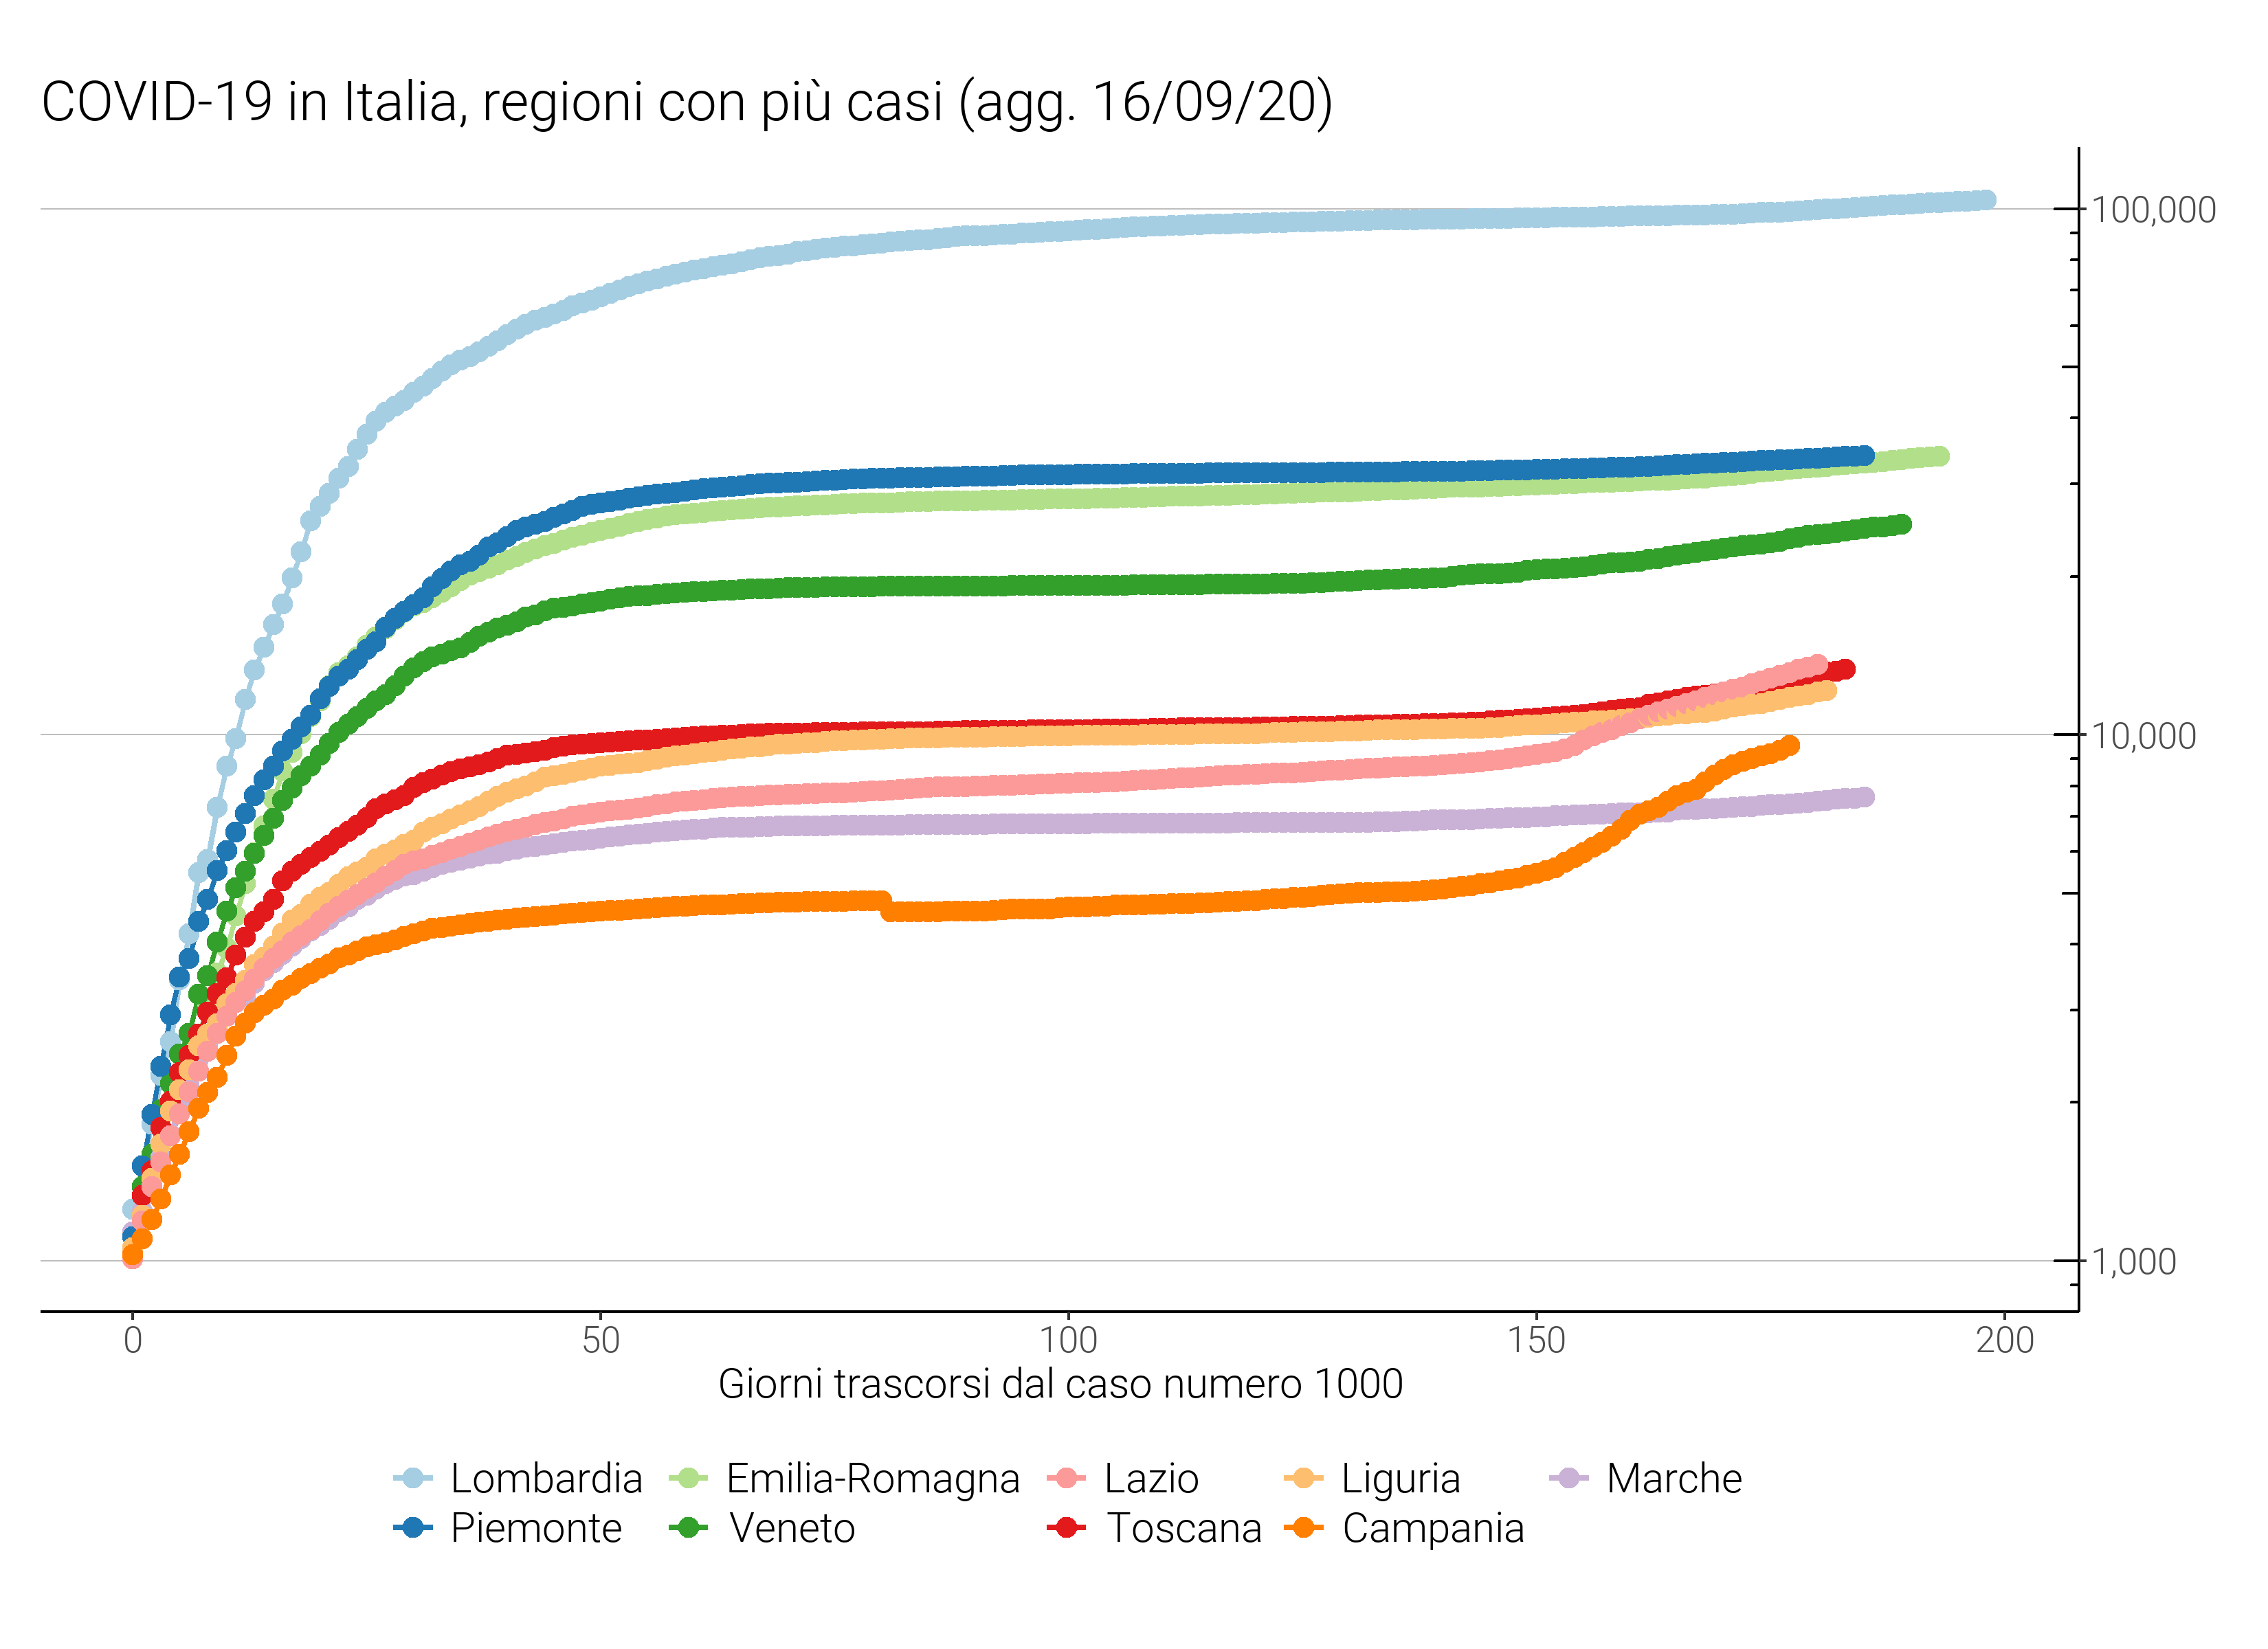 COVID-19 in Italia, regioni con più casi (agg. 16/09/20)
100,000
10,000
1,000
0 50 100 150 200
Giorni trascorsi dal caso numero 1000
Lombardia Emilia-Romagna Lazio Liguria Marche
Piemonte Veneto Toscana Campania